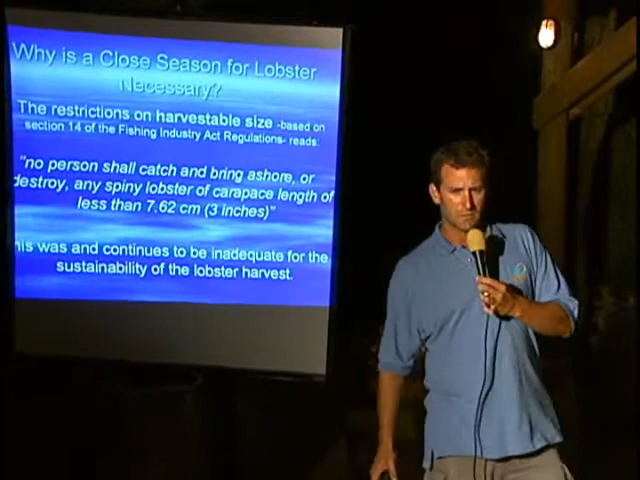 Why is a Close Season for Lobster
Necessary?
The restrictions on harvestable size -based on
section 14 of the Fishing Industry Act Regulations- reads:
"no person shall catch and bring ashore, or
destroy, any spiny lobster of carapace length of
less than 7.62 cm (3 inches)"
his was and continues to be inadequate for the
sustainability of the lobster harvest.